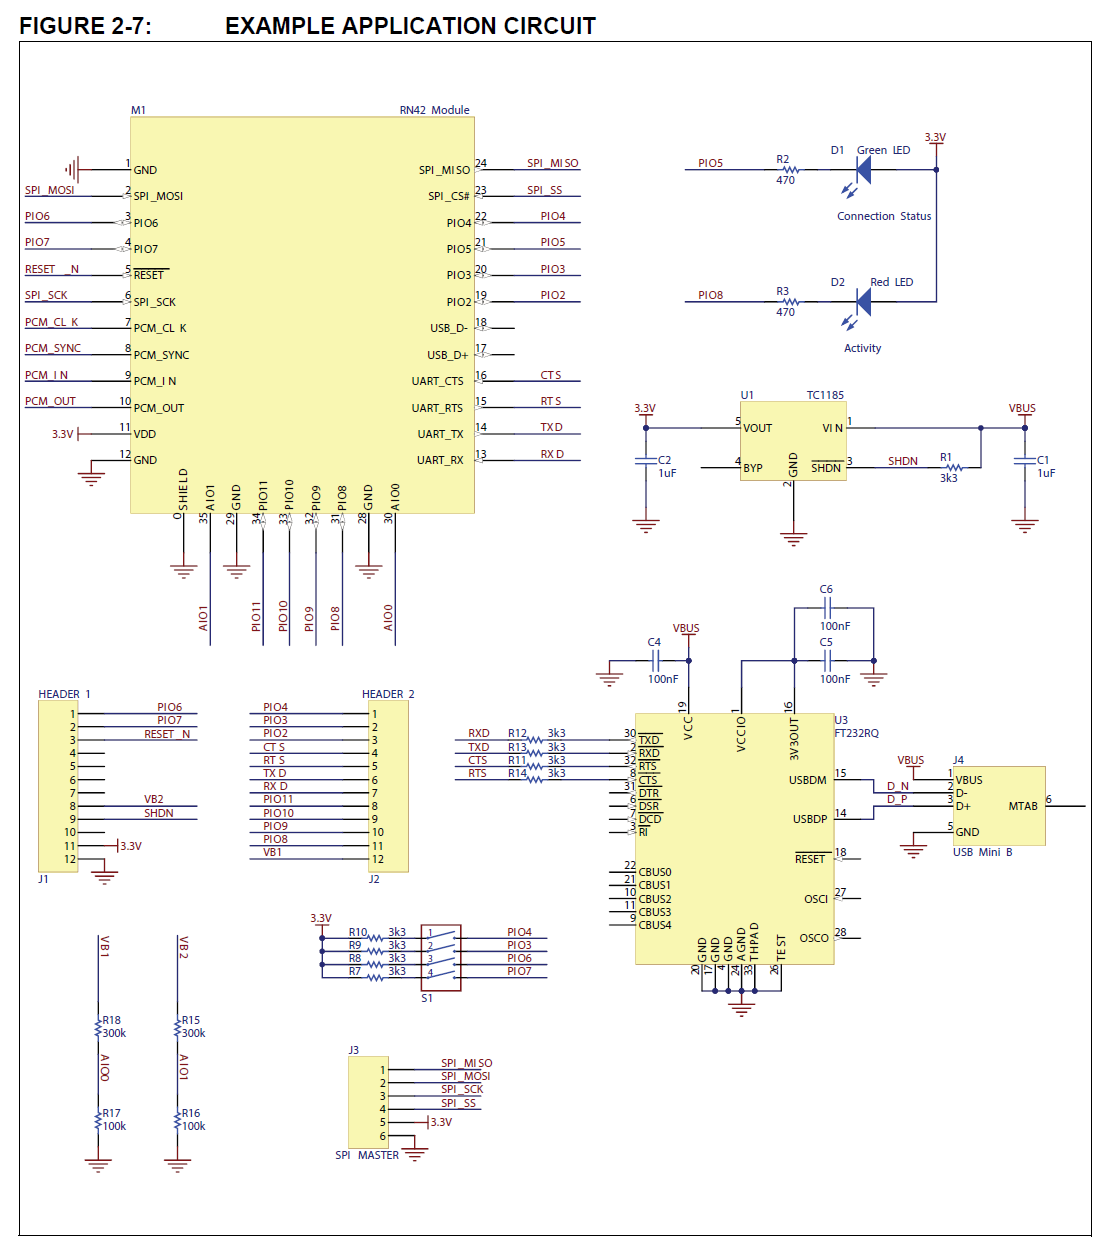 FIGURE 2-7: EXAMPLE APPLICATION CIRCUIT
M1 RN42 Module
1 GND
SPI_MOSI 2 SPI_MOSI
PIO6 3 PIO6
PIO7 4 PIO7
RESET _N 5 RESET
SPI_SCK 6 SPI_SCK
PCM_CL K 7 PCM_CL K
PCM_SYNC 8 PCM_SYNC
PCM_I N 9 PCM_I N
PCM_OUT 10 PCM_OUT
3.3V 11 VDD
12 GND
SPI_MISO 24 SPI_MISO
SPI_CS# 23 SPI_SS
PIO4 22 PIO4
PIO5 21 PIO5
PIO3 20 PIO3
PIO2 19 PIO2
USB_D- 18
USB_D+ 17
UART_CTS 16 CTS
UART_RTS 15 RTS
UART_TX 14 TXD
UART_RX 13 RXD
0 SHIELD
35 AIO1 AIO1
29 GND
34 PIO11 PIO11
33 PIO10 PIO10
32 PIO9 PIO9
31 PIO8 PIO8
28 GND
30 AIO0 AIO0
3.3V
PIO5 R2 470 D1 Green LED
Connection Status
PIO8 R3 470 D2 Red LED
Activity
U1 TC1185
3.3V 5 VOUT VIN 1 VBUS
C2 1uF 4 BYP SHDN 3 SHDN R1 3k3 C1 1uF
2 GND
C6
100nF
C4 VBUS C5
100nF 100nF
19 VCC
1 VCCIO
16 3V3OUT
U3
FT232RQ
RXD R12 3k3 30 TXD
TXD R13 3k3 2 RXD
CTS R11 3k3 32 RTS
RTS R14 3k3 8 CTS
31 DTR
6 DSR
7 DCD
3 RI
22 CBUS0
21 CBUS1
10 CBUS2
11 CBUS3
9 CBUS4
USBDM 15
USBDP 14
RESET 18
OSCI 27
OSCO 28
20 GND
17 GND
4 GND
24 AGND
33 THPAD
26 TEST
J4
VBUS 1 VBUS
D_N 2 D-
D_P 3 D+
MTAB 6
5 GND
USB Mini B
HEADER 1
1 PIO6
2 PIO7
3 RESET_N
4
5
6
7
8 VB2
9 SHDN
10
11 3.3V
12
J1
HEADER 2
PIO4 1
PIO3 2
PIO2 3
CTS 4
RTS 5
TXD 6
RXD 7
PIO11 8
PIO10 9
PIO9 10
PIO8 11
VB1 12
J2
3.3V
R10 3k3 1 PIO4
R9 3k3 2 PIO3
R8 3k3 3 PIO6
R7 3k3 4 PIO7
S1
VB1 VB2
R18 300k R15 300k
AIO0 AIO1
R17 100k R16 100k
J3
1 SPI_MISO
2 SPI_MOSI
3 SPI_SCK
4 SPI_SS
5 3.3V
6
SPI MASTER